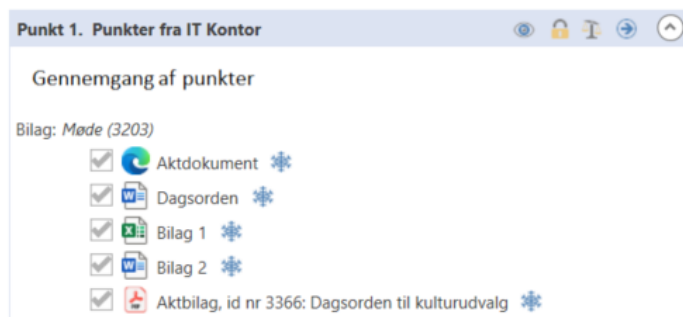 Punkt 1. Punkter fra IT Kontor
Gennemgang af punkter
Bilag: Møde (3203)
Aktdokument
Dagsorden
Bilag 1
Bilag 2
Aktbilag, id nr 3366: Dagsorden til kulturudvalg